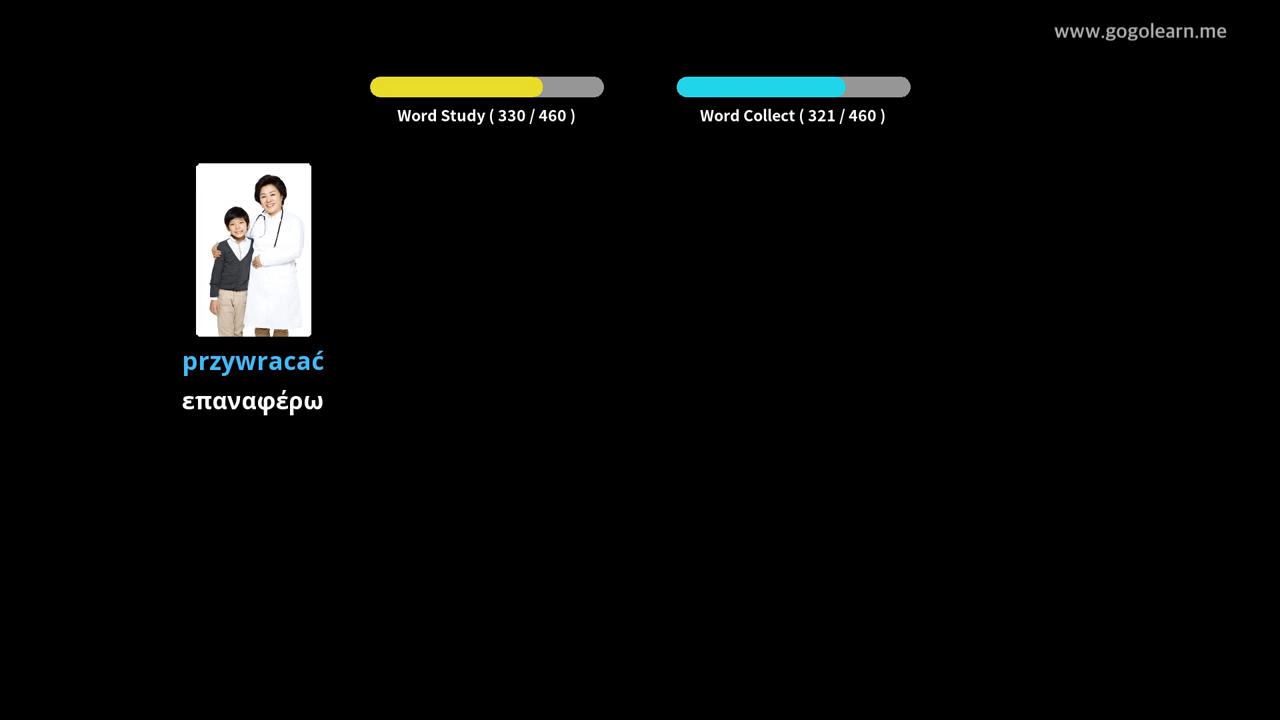 www.gogolearn.me
Word Study ( 330 / 460 )
Word Collect ( 321 / 460 )
przywracać
επαναφέρω